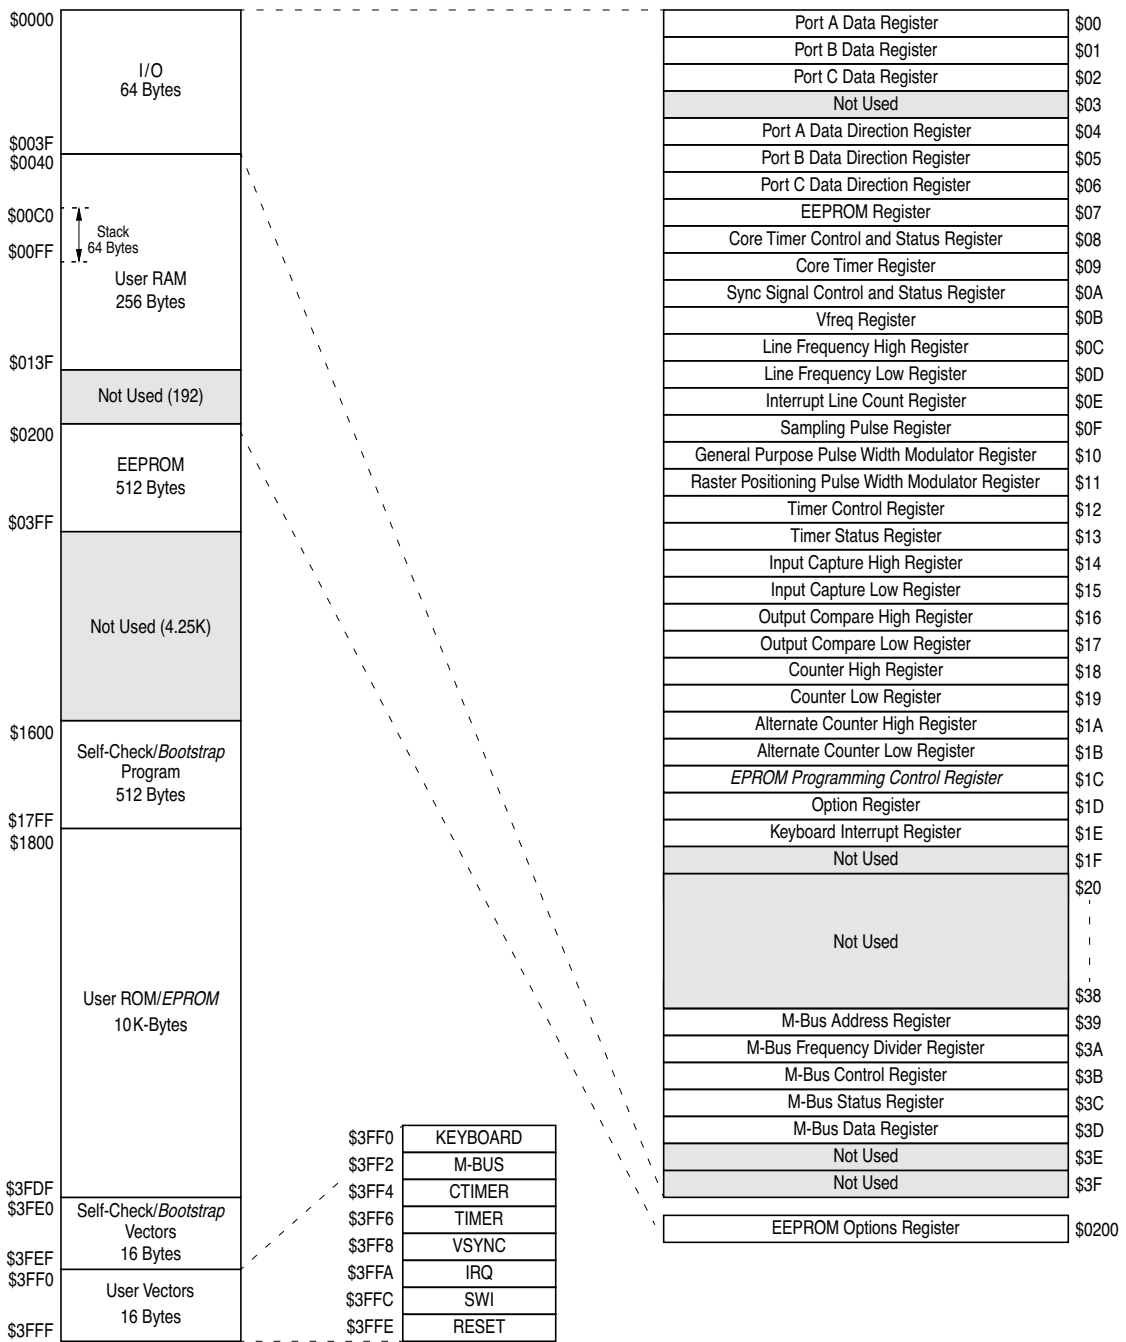 $0000
I/O
64 Bytes
$003F
$0040
$00C0
Stack
64 Bytes
$00FF
User RAM
256 Bytes
$013F
Not Used (192)
$0200
EEPROM
512 Bytes
$03FF
Not Used (4.25K)
$1600
Self-Check/Bootstrap
Program
512 Bytes
$17FF
$1800
User ROM/EPROM
10K-Bytes
$3FDF
$3FE0
Self-Check/Bootstrap
Vectors
16 Bytes
$3FEF
$3FF0
User Vectors
16 Bytes
$3FFF
$3FF0 KEYBOARD
$3FF2 M-BUS
$3FF4 CTIMER
$3FF6 TIMER
$3FF8 VSYNC
$3FFA IRQ
$3FFC SWI
$3FFE RESET
Port A Data Register $00
Port B Data Register $01
Port C Data Register $02
Not Used $03
Port A Data Direction Register $04
Port B Data Direction Register $05
Port C Data Direction Register $06
EEPROM Register $07
Core Timer Control and Status Register $08
Core Timer Register $09
Sync Signal Control and Status Register $0A
Vfreq Register $0B
Line Frequency High Register $0C
Line Frequency Low Register $0D
Interrupt Line Count Register $0E
Sampling Pulse Register $0F
General Purpose Pulse Width Modulator Register $10
Raster Positioning Pulse Width Modulator Register $11
Timer Control Register $12
Timer Status Register $13
Input Capture High Register $14
Input Capture Low Register $15
Output Compare High Register $16
Output Compare Low Register $17
Counter High Register $18
Counter Low Register $19
Alternate Counter High Register $1A
Alternate Counter Low Register $1B
EPROM Programming Control Register $1C
Option Register $1D
Keyboard Interrupt Register $1E
Not Used $1F
$20
Not Used
$38
M-Bus Address Register $39
M-Bus Frequency Divider Register $3A
M-Bus Control Register $3B
M-Bus Status Register $3C
M-Bus Data Register $3D
Not Used $3E
Not Used $3F
EEPROM Options Register $0200